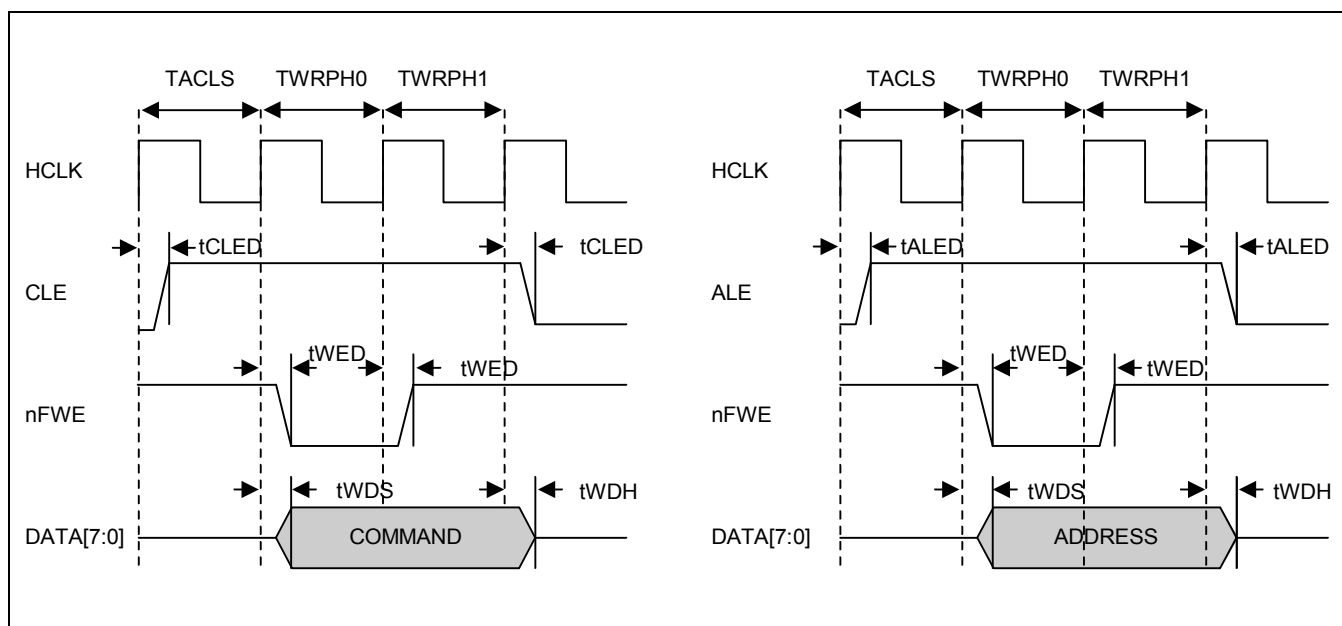 TACLS TWRPH0 TWRPH1
HCLK
tCLED tCLED
CLE
tWED tWED
nFWE
tWDS tWDH
DATA[7:0] COMMAND
TACLS TWRPH0 TWRPH1
HCLK
tALED tALED
ALE
tWED tWED
nFWE
tWDS tWDH
DATA[7:0] ADDRESS